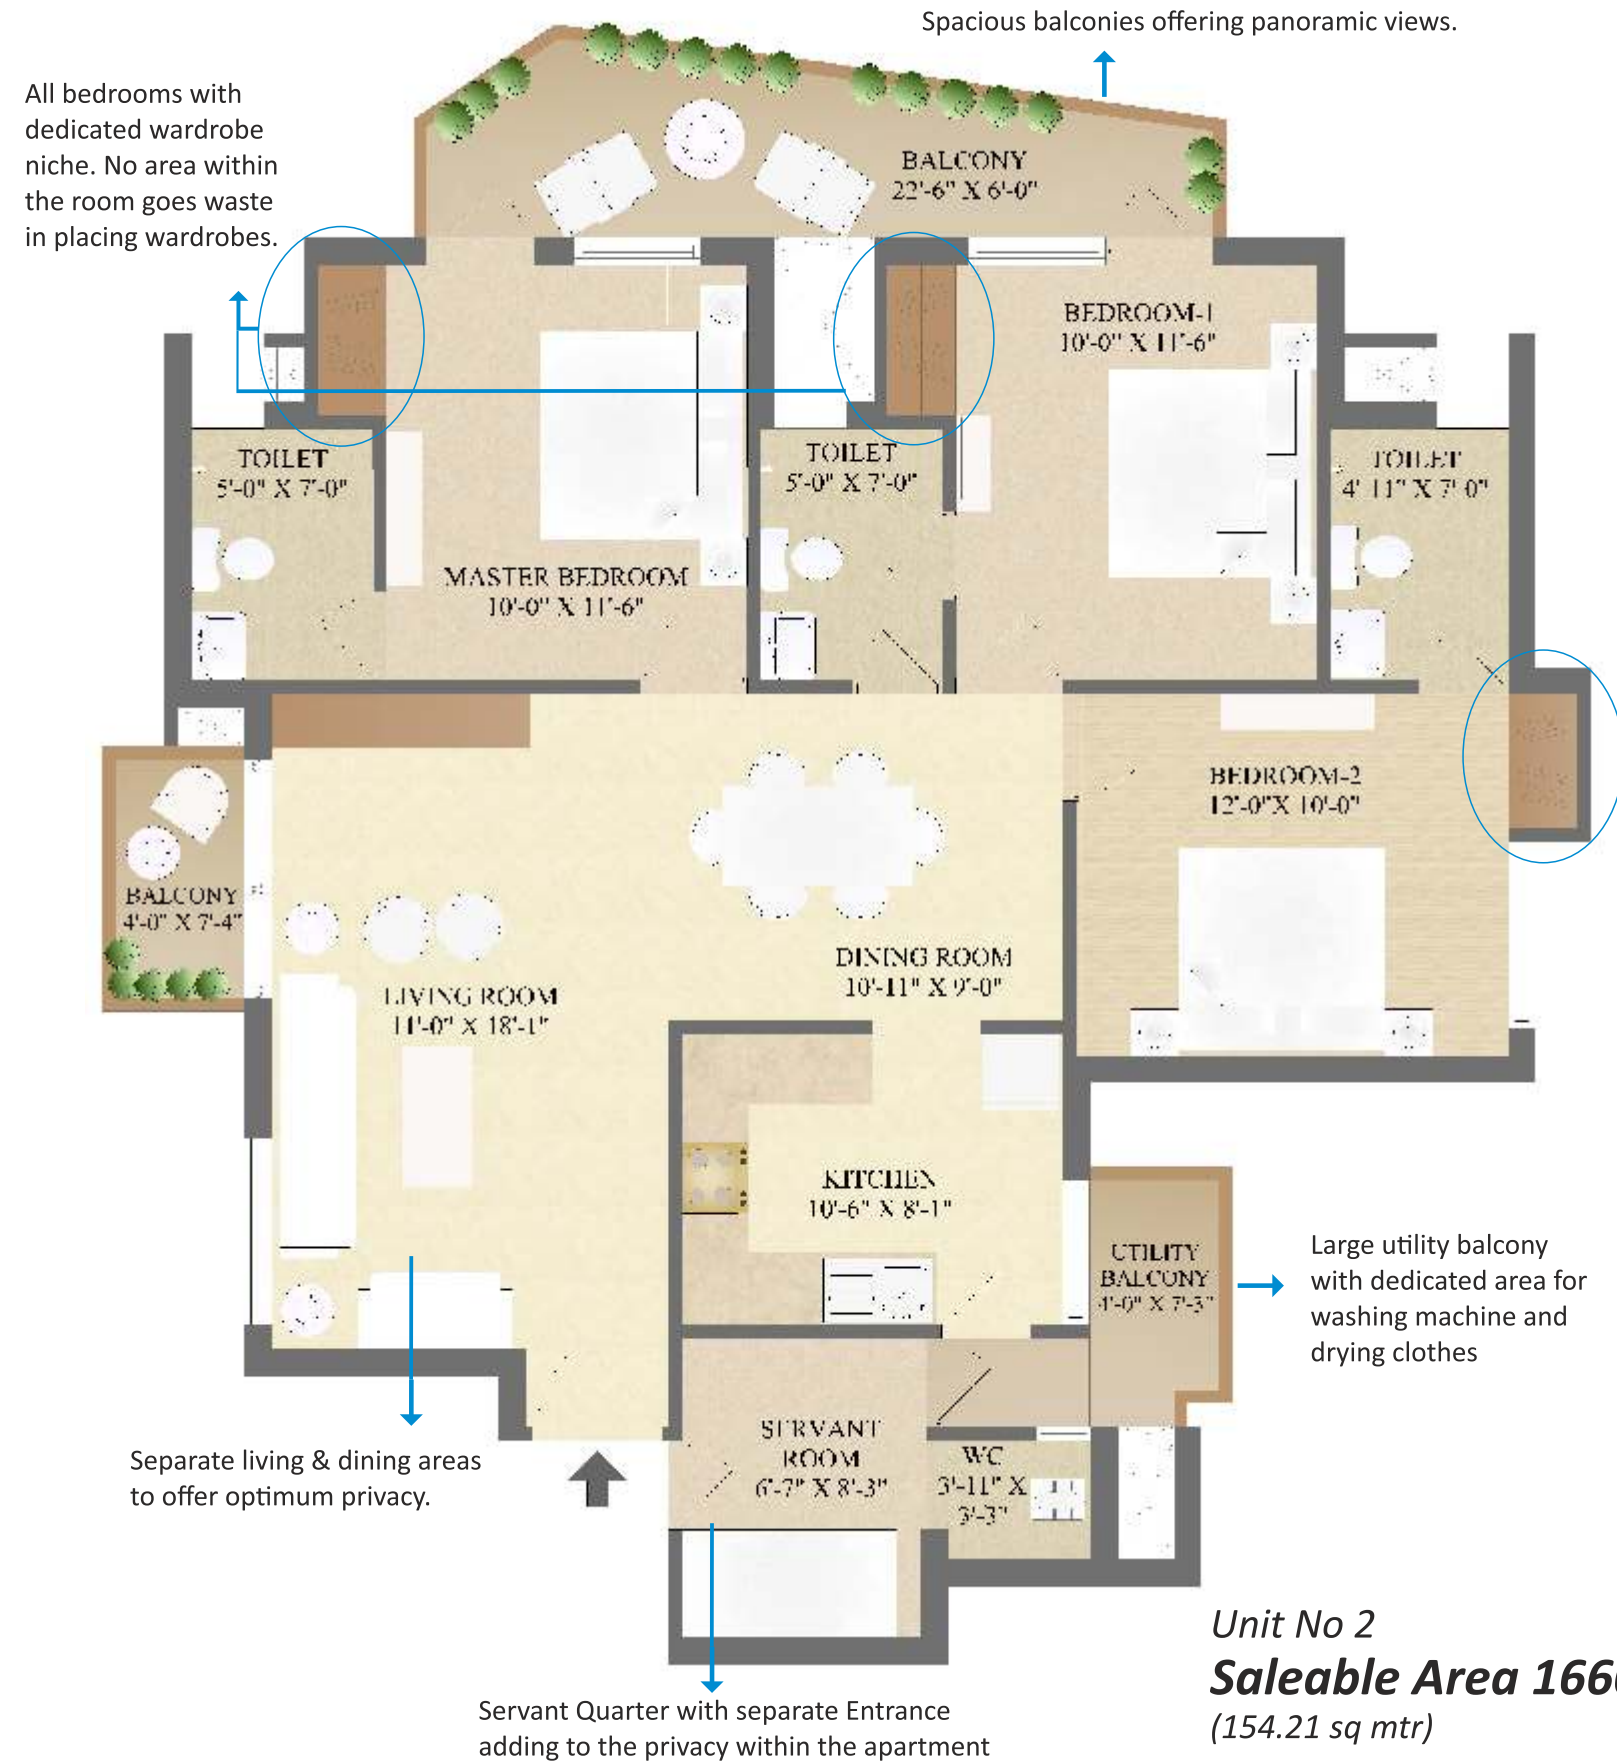 Spacious balconies offering panoramic views.
All bedrooms with
dedicated wardrobe
niche. No area within
the room goes waste
in placing wardrobes.
BALCONY
22'-6" X 6'-0"
BEDROOM-1
10'-0" X 11'-6"
TOILET
5'-0" X 7'-0"
TOILET
5'-0" X 7'-0"
TOILET
4'-11" X 7'-0"
MASTER BEDROOM
10'-0" X 11'-6"
BEDROOM-2
12'-0" X 10'-0"
BALCONY
4'-0" X 7'-4"
DINING ROOM
10'-11" X 9'-0"
LIVING ROOM
11'-0" X 18'-1"
KITCHEN
10'-6" X 8'-1"
UTILITY
BALCONY
4'-0" X 7'-3"
Large utility balcony
with dedicated area for
washing machine and
drying clothes
SERVANT
ROOM
6'-7" X 8'-3"
WC
3'-11" X
3'-3"
Separate living & dining areas
to offer optimum privacy.
Servant Quarter with separate Entrance
adding to the privacy within the apartment
Unit No 2
Saleable Area 166
(154.21 sq mtr)